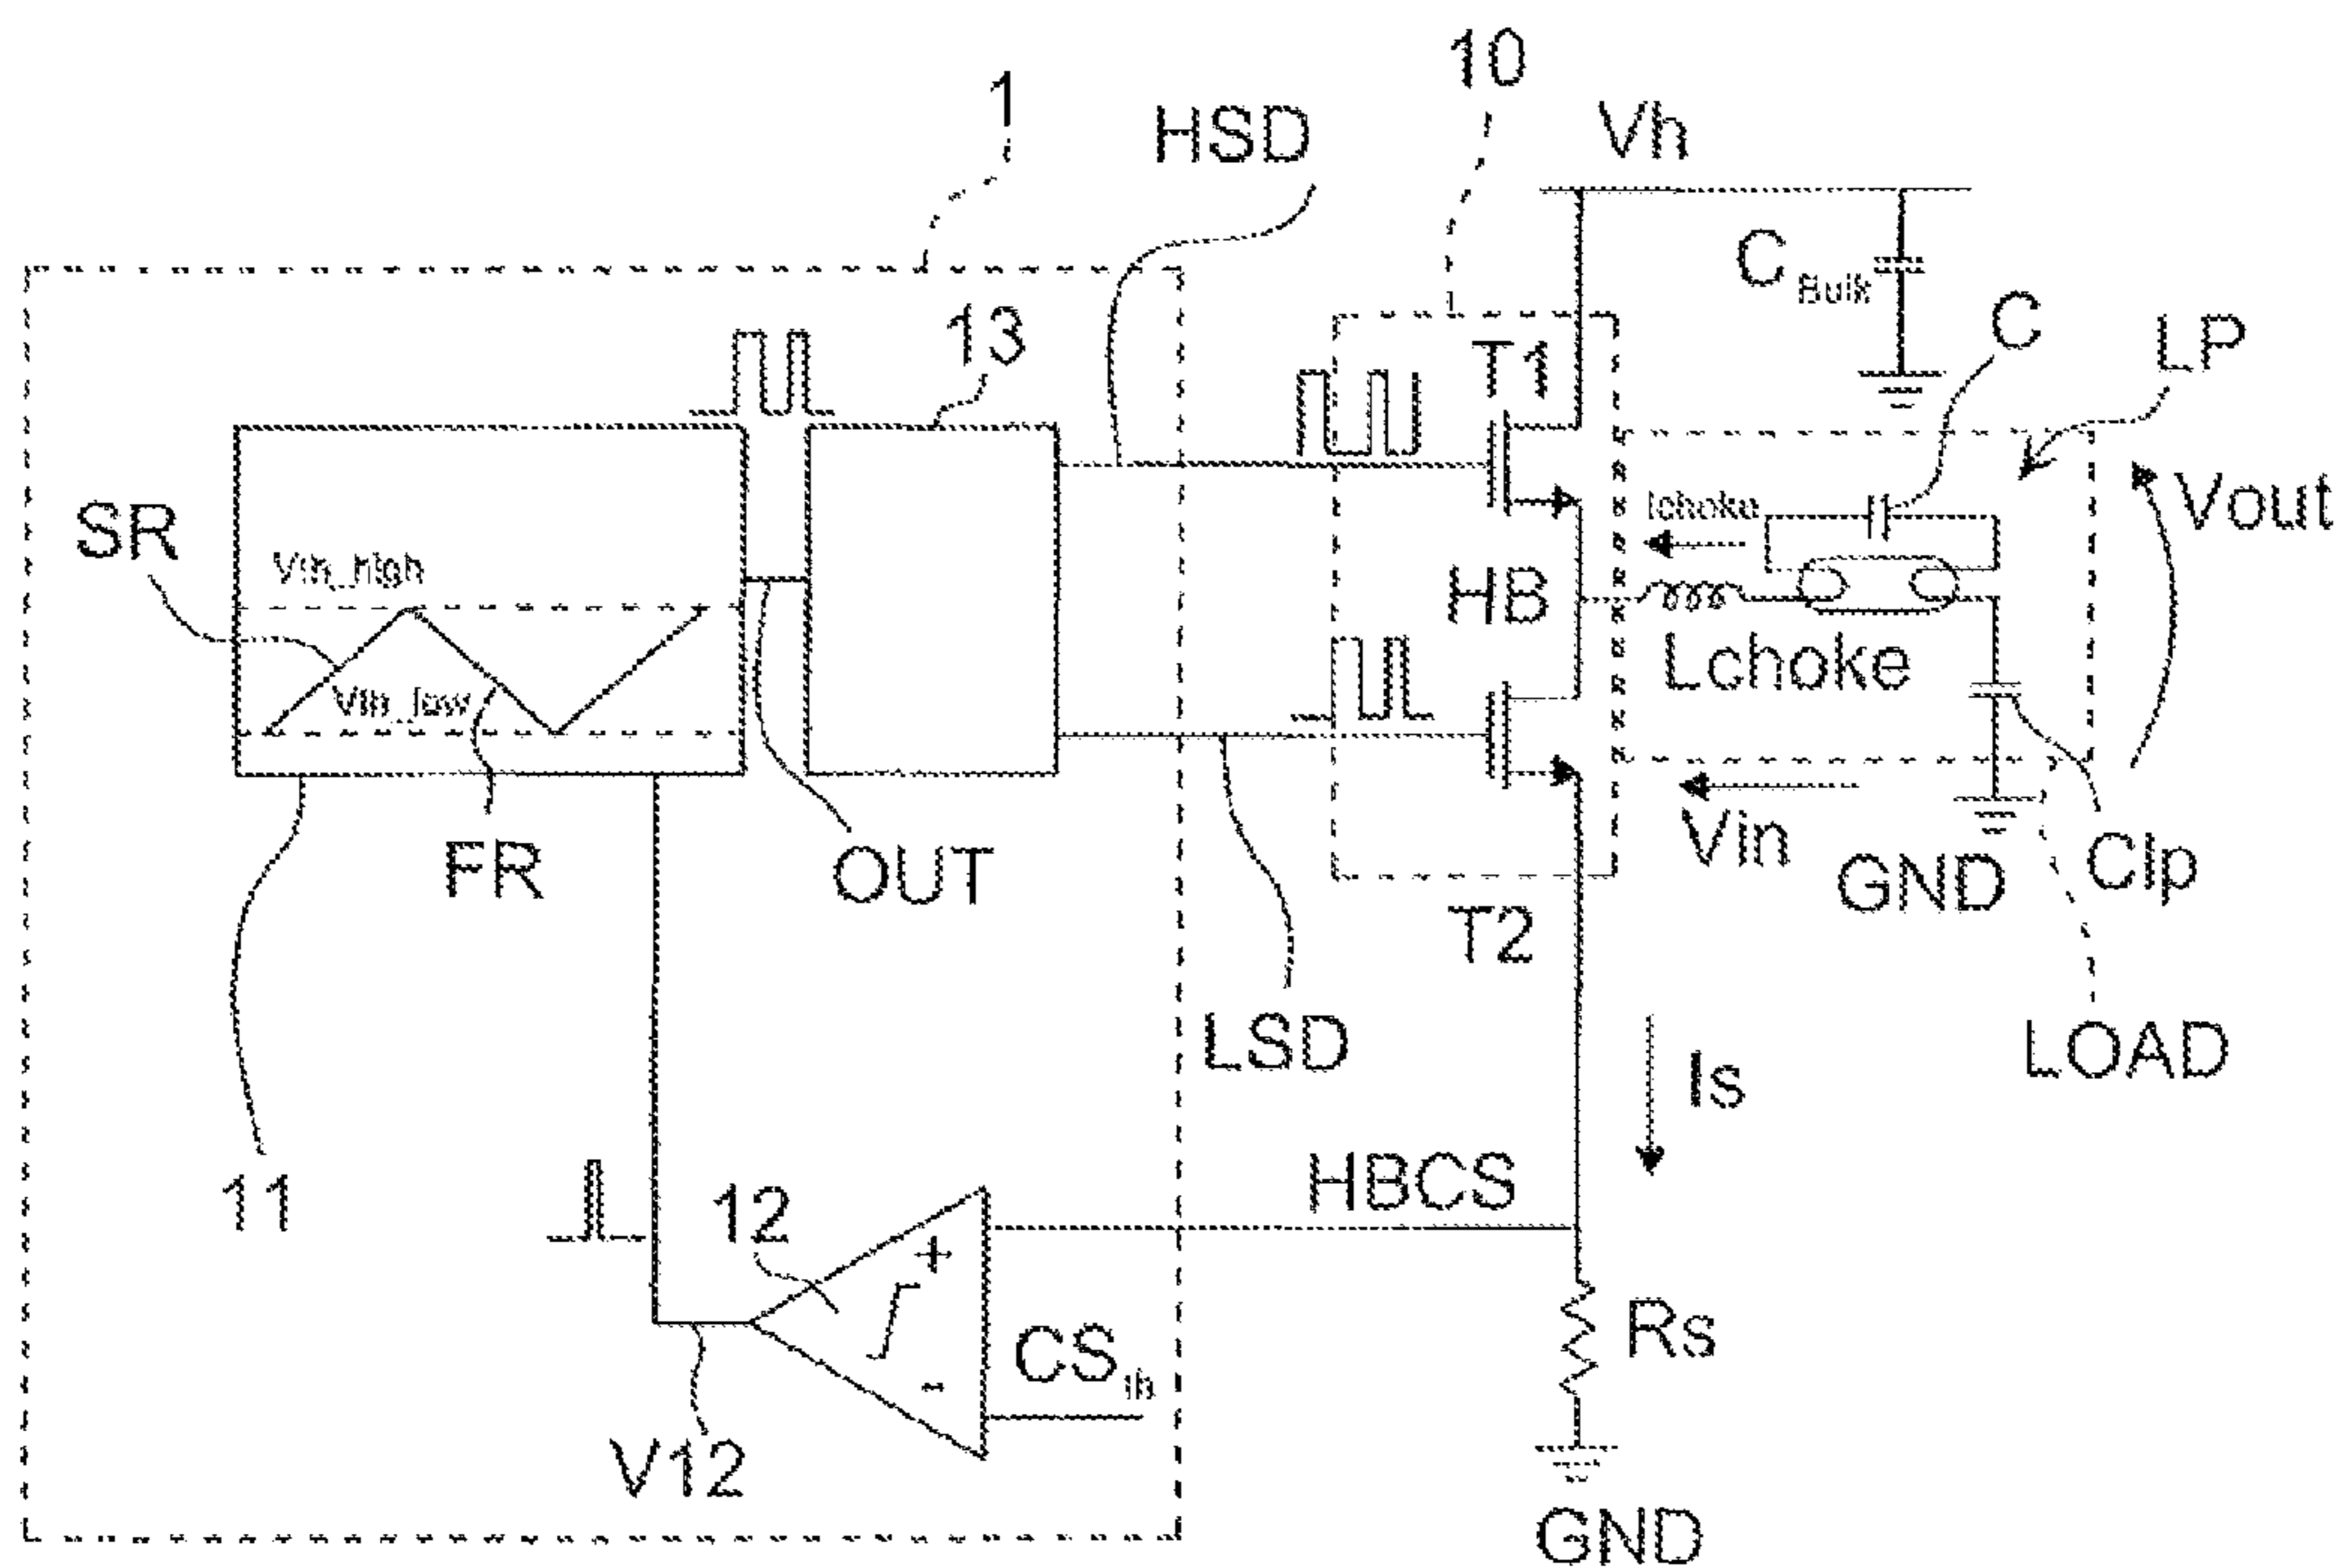 10
1
HSD
Vh
C Bulk
C
LP
13
T1
Vout
SR
Vth_high
Ichoke
HB
Vth_low
Lchoke
FR
OUT
Vin
GND
Clp
T2
LSD
LOAD
Is
11
12
HBCS
+
CS th
-
Rs
V12
GND